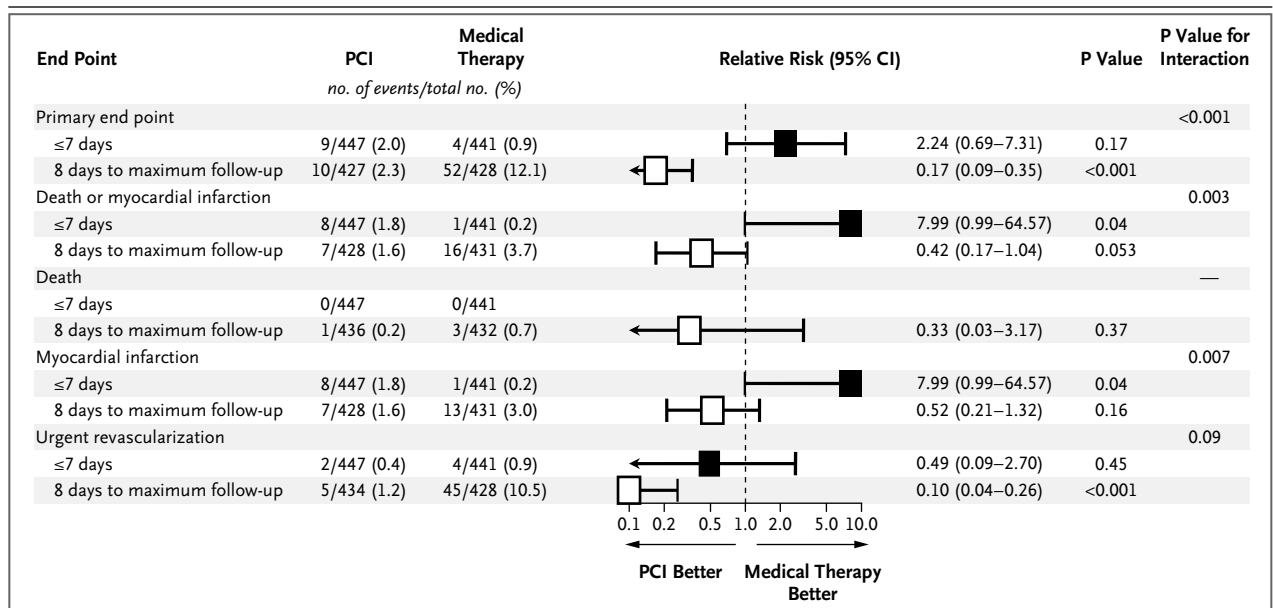 End Point PCI Medical Therapy Relative Risk (95% CI) P Value P Value for Interaction
no. of events/total no. (%)
Primary end point <0.001
≤7 days 9/447 (2.0) 4/441 (0.9) 2.24 (0.69–7.31) 0.17
8 days to maximum follow-up 10/427 (2.3) 52/428 (12.1) 0.17 (0.09–0.35) <0.001
Death or myocardial infarction 0.003
≤7 days 8/447 (1.8) 1/441 (0.2) 7.99 (0.99–64.57) 0.04
8 days to maximum follow-up 7/428 (1.6) 16/431 (3.7) 0.42 (0.17–1.04) 0.053
Death —
≤7 days 0/447 0/441
8 days to maximum follow-up 1/436 (0.2) 3/432 (0.7) 0.33 (0.03–3.17) 0.37
Myocardial infarction 0.007
≤7 days 8/447 (1.8) 1/441 (0.2) 7.99 (0.99–64.57) 0.04
8 days to maximum follow-up 7/428 (1.6) 13/431 (3.0) 0.52 (0.21–1.32) 0.16
Urgent revascularization 0.09
≤7 days 2/447 (0.4) 4/441 (0.9) 0.49 (0.09–2.70) 0.45
8 days to maximum follow-up 5/434 (1.2) 45/428 (10.5) 0.10 (0.04–0.26) <0.001
0.1 0.2 0.5 1.0 2.0 5.0 10.0
PCI Better Medical Therapy Better